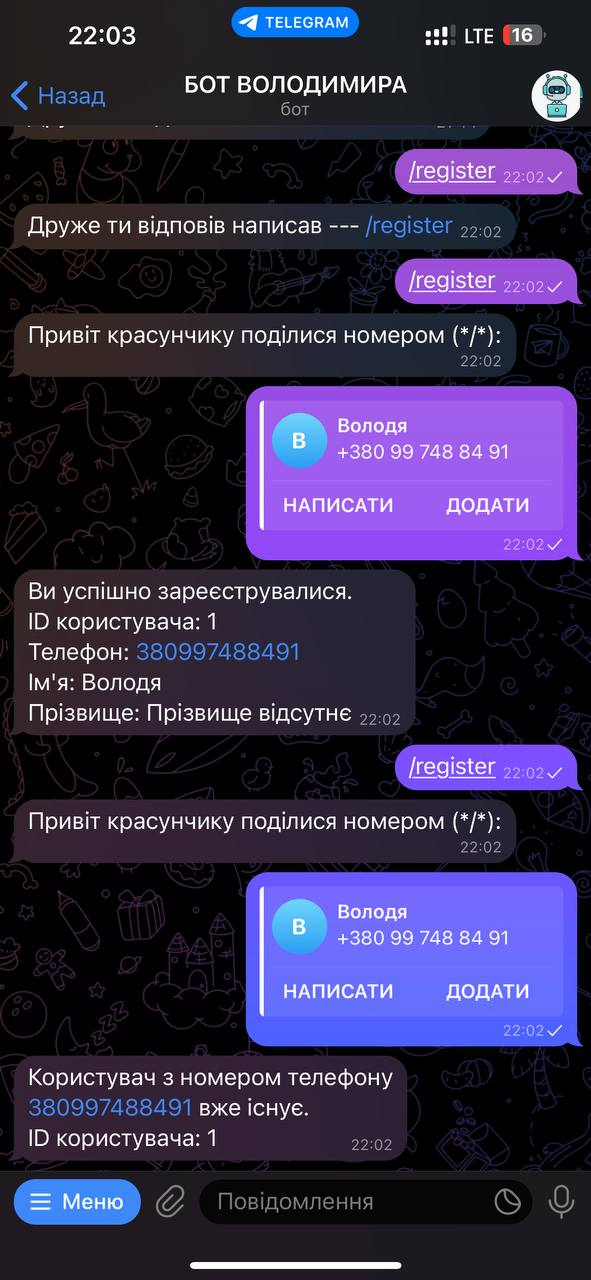 22:03
TELEGRAM
LTE
16
Назад
БОТ ВОЛОДИМИРА
бот
/register 22:02
Друже ти відповів написав --- /register 22:02
/register 22:02
Привіт красунчику поділися номером (*/*):
22:02
В
Володя
+380 99 748 84 91
НАПИСАТИ ДОДАТИ
22:02
Ви успішно зареєструвалися.
ID користувача: 1
Телефон: 380997488491
Ім'я: Володя
Прізвище: Прізвище відсутнє 22:02
/register 22:02
Привіт красунчику поділися номером (*/*):
22:02
В
Володя
+380 99 748 84 91
НАПИСАТИ ДОДАТИ
22:02
Користувач з номером телефону
380997488491 вже існує.
ID користувача: 1 22:02
Меню
Повідомлення